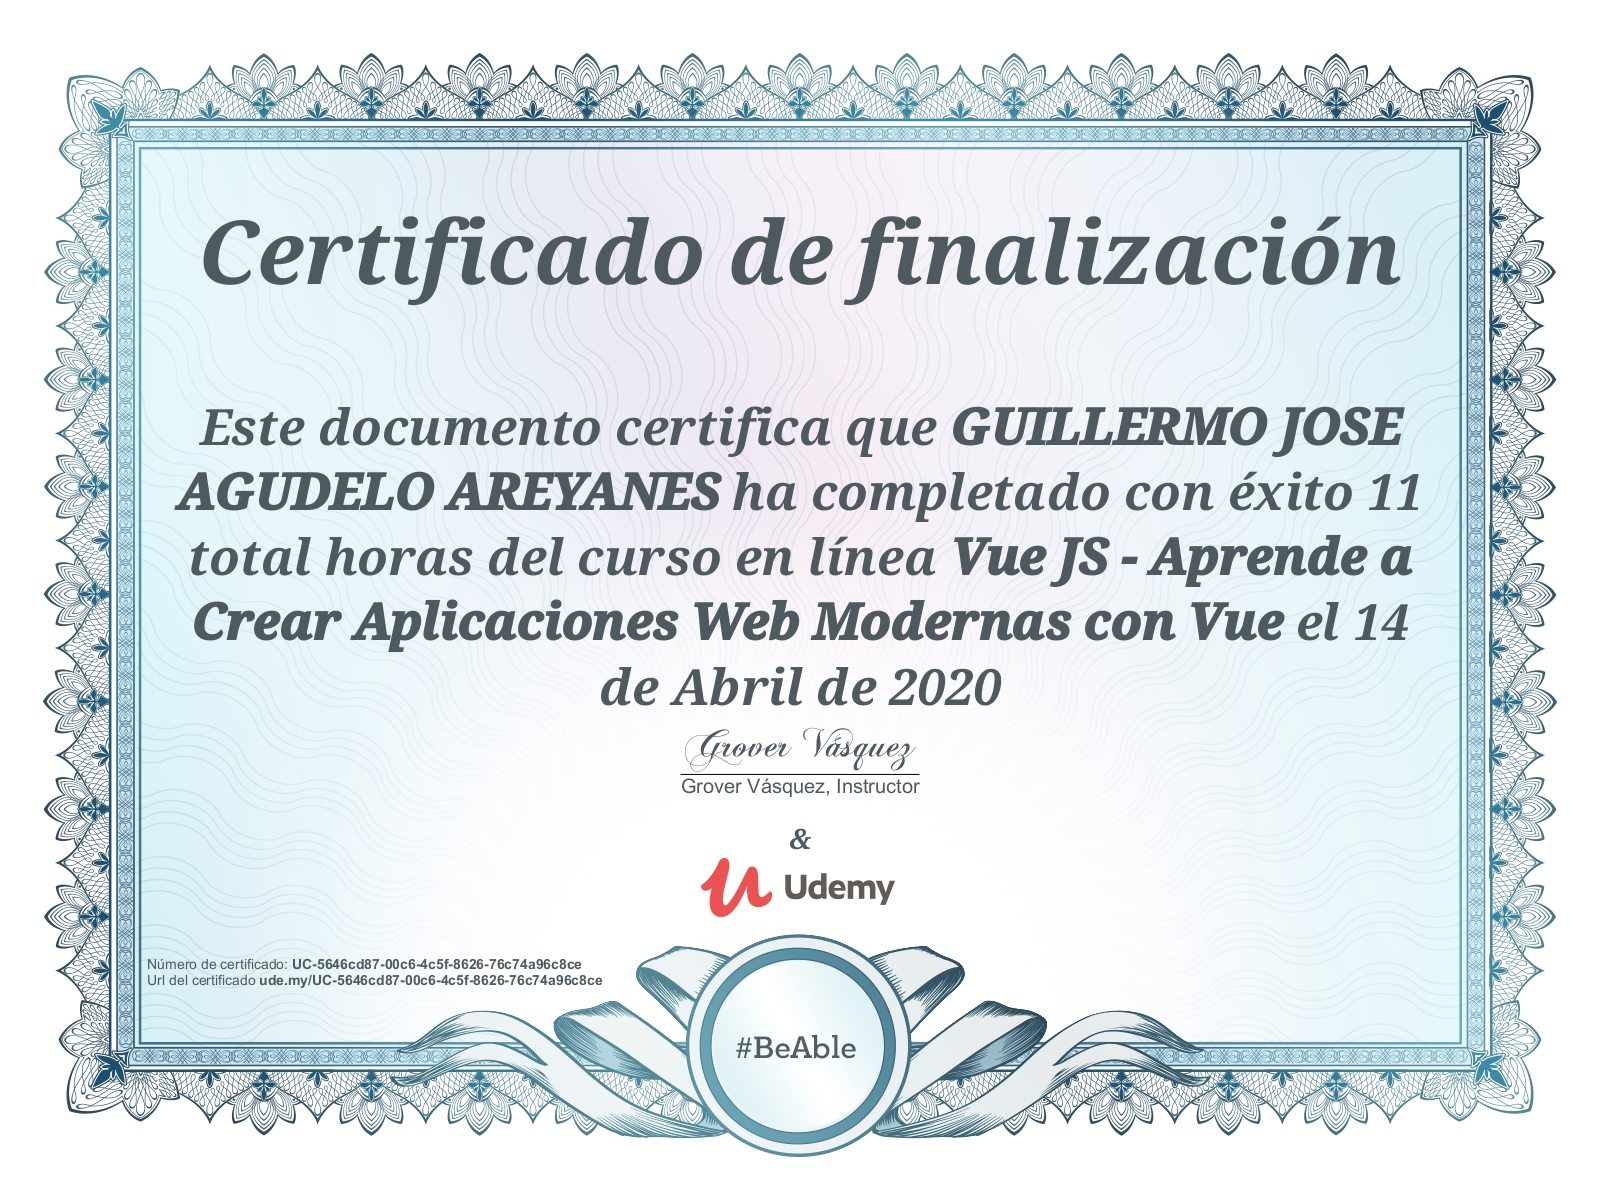 Certificado de finalización
Este documento certifica que GUILLERMO JOSE
AGUDELO AREYANES ha completado con éxito 11
total horas del curso en línea Vue JS - Aprende a
Crear Aplicaciones Web Modernas con Vue el 14
de Abril de 2020
Grover Vásquez
Grover Vásquez, Instructor
&
Udemy
Número de certificado: UC-5646cd87-00c6-4c5f-8626-76c74a96c8ce
Url del certificado ude.my/UC-5646cd87-00c6-4c5f-8626-76c74a96c8ce
#BeAble